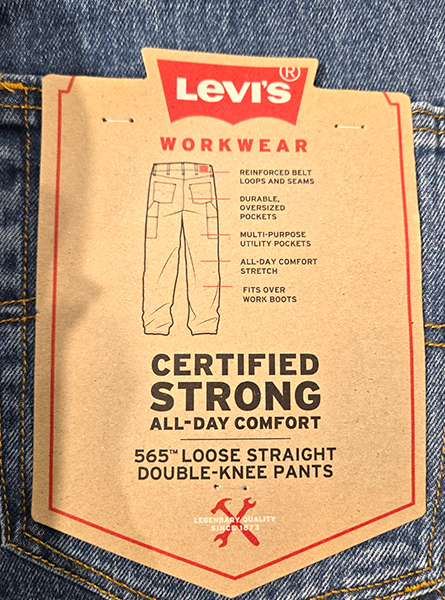 LEVI'S®
WORKWEAR
REINFORCED BELT
LOOPS AND SEAMS
DURABLE,
OVERSIZED
POCKETS
MULTI-PURPOSE
UTILITY POCKETS
ALL-DAY COMFORT
STRETCH
FITS OVER
WORK BOOTS
CERTIFIED
STRONG
ALL-DAY COMFORT
565™ LOOSE STRAIGHT
DOUBLE-KNEE PANTS
LEGENDARY QUALITY
SINCE 1873